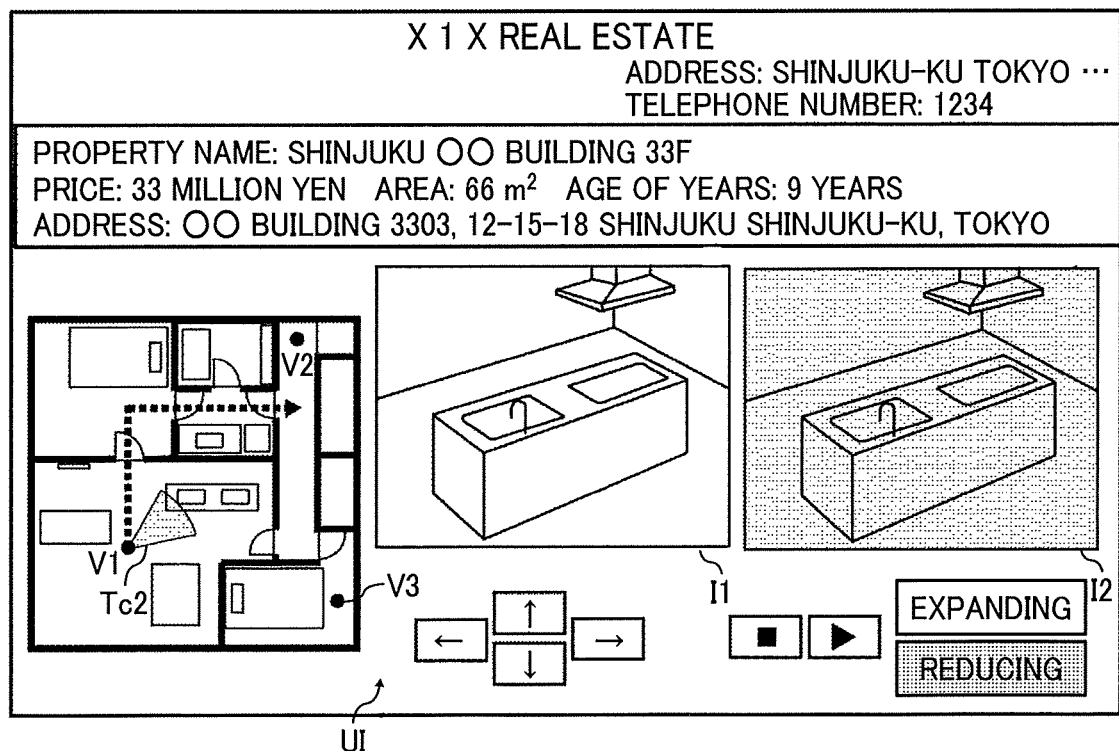 X 1 X REAL ESTATE
ADDRESS: SHINJUKU-KU TOKYO ···
TELEPHONE NUMBER: 1234
PROPERTY NAME: SHINJUKU ○○ BUILDING 33F
PRICE: 33 MILLION YEN AREA: 66 m² AGE OF YEARS: 9 YEARS
ADDRESS: ○○ BUILDING 3303, 12-15-18 SHINJUKU SHINJUKU-KU, TOKYO
V2
V1
Tc2
V3
I1
I2
← ↑ ↓ →
■ ▶
EXPANDING
REDUCING
UI